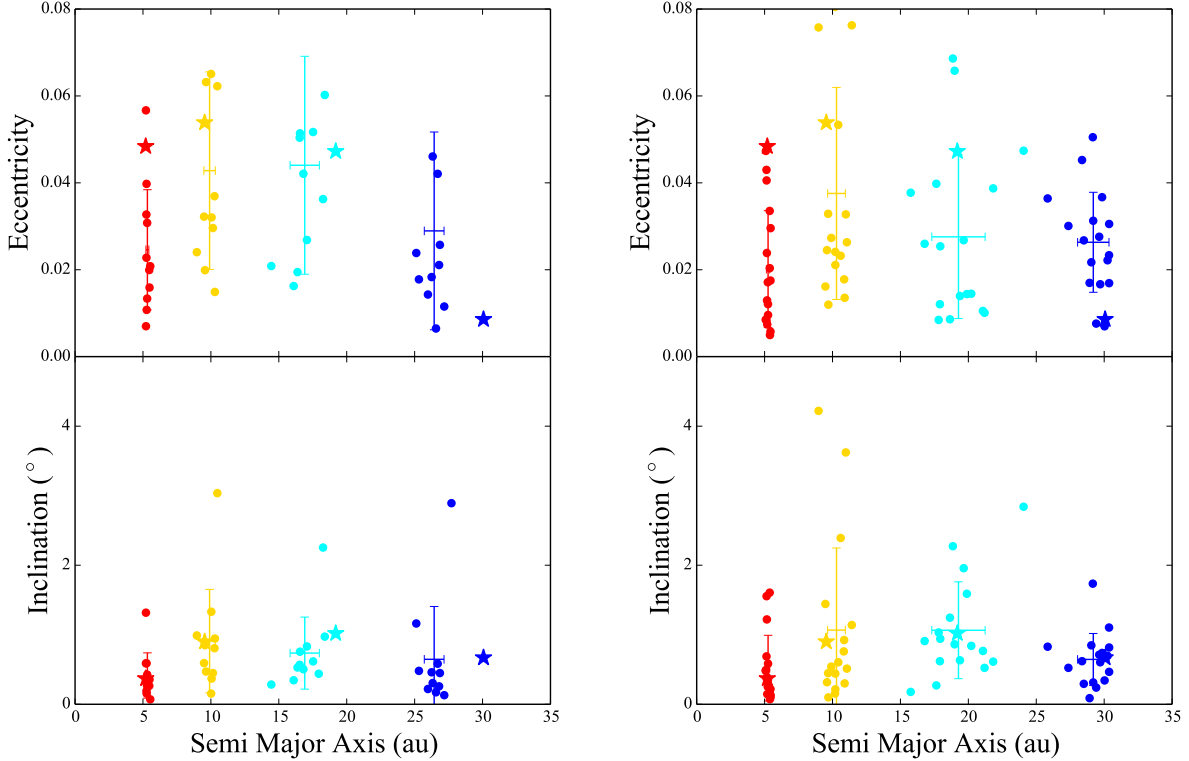 0.08 0.08
0.06 0.06
Eccentricity Eccentricity
0.04 0.04
0.02 0.02
0.00 0.00
4 4
Inclination (°) Inclination (°)
2 2
0 0
0 5 10 15 20 25 30 35 0 5 10 15 20 25 30 35
Semi Major Axis (au) Semi Major Axis (au)